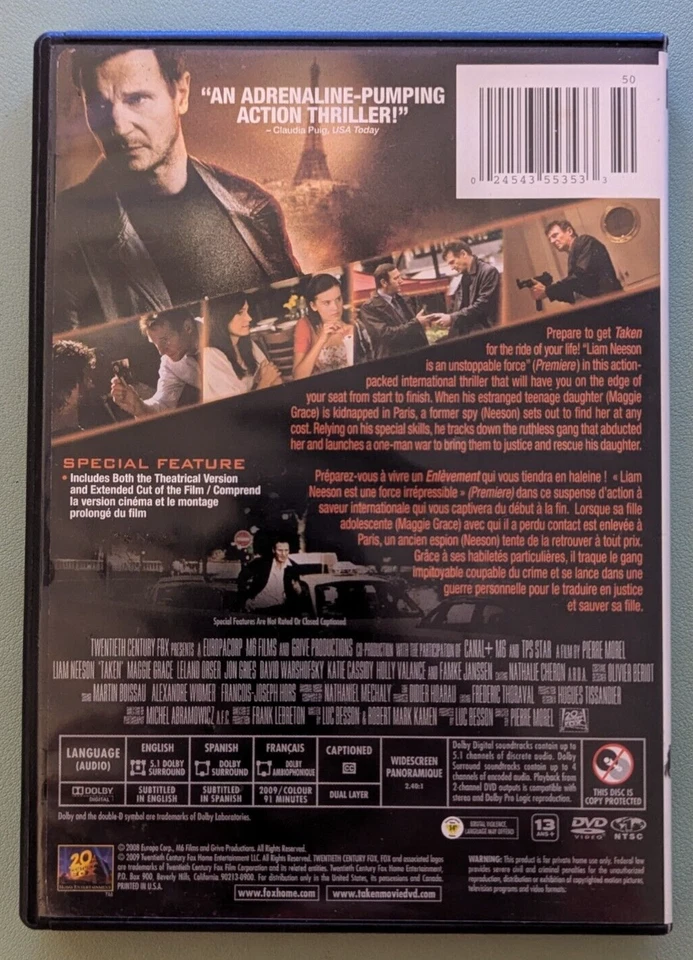 “AN ADRENALINE-PUMPING
ACTION THRILLER!”
– Claudia Puig, USA Today
50
0 24543 55353 3
Prepare to get Taken
for the ride of your life! “Liam Neeson
is an unstoppable force” (Premiere) in this action-
packed international thriller that will have you on the edge of
your seat from start to finish. When his estranged teenage daughter (Maggie
Grace) is kidnapped in Paris, a former spy (Neeson) sets out to find her at any
cost. Relying on his special skills, he tracks down the ruthless gang that abducted
her and launches a one-man war to bring them to justice and rescue his daughter.
SPECIAL FEATURE
• Includes Both the Theatrical Version
and Extended Cut of the Film / Comprend
la version cinéma et le montage
prolongé du film
Préparez-vous à vivre un Enlèvement qui vous tiendra en haleine ! « Liam
Neeson est une force irrépressible » (Premiere) dans ce suspense d’action à
saveur internationale qui vous captivera du début à la fin. Lorsque sa fille
adolescente (Maggie Grace) avec qui il a perdu contact est enlevée à
Paris, un ancien espion (Neeson) tente de la retrouver à tout prix.
Grâce à ses habiletés particulières, il traque le gang
impitoyable coupable du crime et se lance dans une
guerre personnelle pour le traduire en justice
et sauver sa fille.
Special Features Are Not Rated Or Closed Captioned
TWENTIETH CENTURY FOX PRESENTS A EUROPACORP M6 FILMS AND GRIVE PRODUCTIONS CO-PRODUCTION WITH THE PARTICIPATION OF CANAL+ M6 AND TPS STAR A FILM BY PIERRE MOREL
LIAM NEESON “TAKEN” MAGGIE GRACE LELAND ORSER JON GRIES DAVID WARSHOFSKY KATIE CASSIDY HOLLY VALANCE AND FAMKE JANSSEN CASTING NATHALIE CHERON A.R.D.A. OLIVIER BERIOT
SOUND MARTIN BOISSAU ALEXANDRE WIDMER FRANCOIS-JOSEPH HORS NATHANIEL MECHALY DIDIER HOARAU FREDERIC THORAVAL HUGUES TISSANDIER
MICHEL ABRAMOWICZ A.F.C. FRANK LEBRETON LUC BESSON & ROBERT MARK KAMEN LUC BESSON PIERRE MOREL
LANGUAGE (AUDIO)
ENGLISH 5.1 DOLBY SURROUND
SPANISH DOLBY SURROUND
FRANÇAIS DOLBY AMBIOPHONIQUE
CAPTIONED CC
WIDESCREEN PANORAMIQUE 2.40:1
DOLBY DIGITAL
SUBTITLED IN ENGLISH
SUBTITLED IN SPANISH
2009/COLOUR 91 MINUTES
DUAL LAYER
Dolby Digital soundtracks contain up to
5.1 channels of discrete audio. Dolby
Surround soundtracks contain up to 4
channels of encoded audio. Playback from
2-channel DVD outputs is compatible with
stereo and Dolby Pro Logic reproduction.
THIS DISC IS
COPY PROTECTED
Dolby and the double-D symbol are trademarks of Dolby Laboratories.
14A
BRUTAL VIOLENCE,
LANGUAGE MAY OFFEND
13
ANS +
DVD
VIDEO
NTSC
© 2008 Europa Corp., M6 Films and Grive Productions. All Rights Reserved.
© 2009 Twentieth Century Fox Home Entertainment LLC. All Rights Reserved. TWENTIETH CENTURY FOX, FOX and associated logos
are trademarks of Twentieth Century Fox Film Corporation and its related entities. Twentieth Century Fox Home Entertainment,
P.O. Box 900, Beverly Hills, California 90213-0900. For distribution only in the United States, its possessions and Canada.
PRINTED IN U.S.A.
WARNING: This product is for private home use only. Federal law
provides severe civil and criminal penalties for the unauthorized
reproduction, distribution or exhibition of copyrighted motion pictures,
television programs and video formats.
www.foxhome.com
www.takenmoviedvd.com